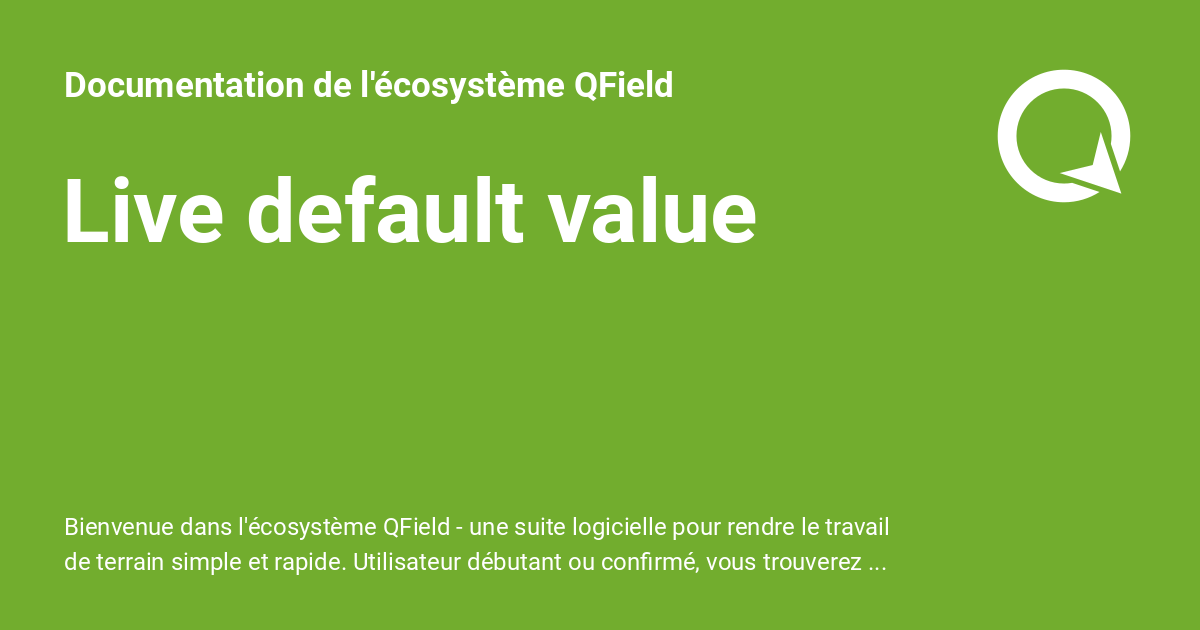 Documentation de l'écosystème QField
Live default value
Bienvenue dans l'écosystème QField - une suite logicielle pour rendre le travail
de terrain simple et rapide. Utilisateur débutant ou confirmé, vous trouverez ...